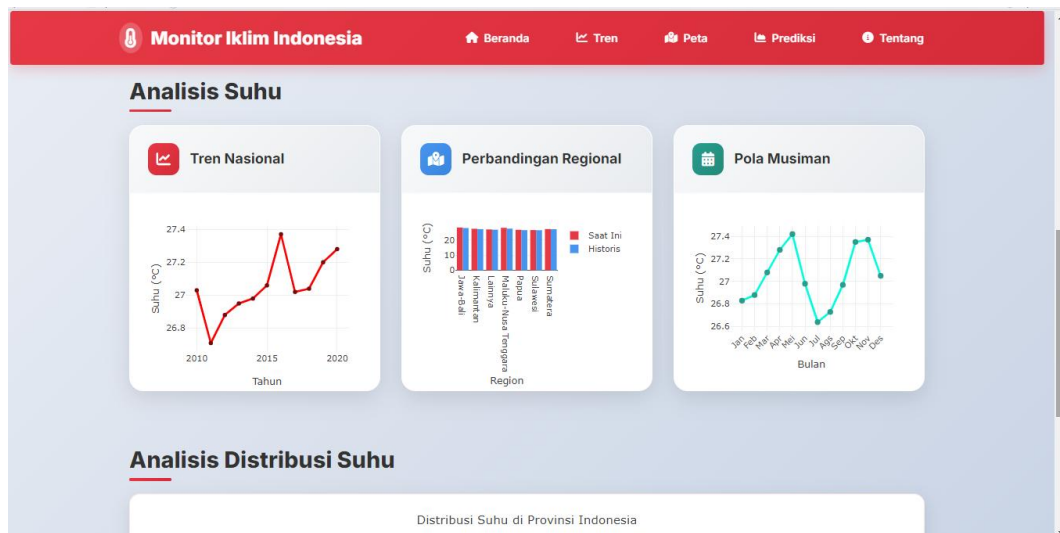 Monitor Iklim Indonesia
Beranda
Tren
Peta
Prediksi
Tentang
Analisis Suhu
Tren Nasional
27.4
27.2
27
26.8
Suhu (°C)
2010
2015
2020
Tahun
Perbandingan Regional
20
10
0
Suhu (°C)
Saat Ini
Historis
Jawa-Bali
Kalimantan
Lainnya
Maluku-Nusa Tenggara
Papua
Sulawesi
Sumatera
Region
Pola Musiman
27.4
27.2
27
26.8
26.6
Suhu (°C)
Jan
Feb
Mar
Apr
Mei
Jun
Jul
Ags
Sep
Okt
Nov
Des
Bulan
Analisis Distribusi Suhu
Distribusi Suhu di Provinsi Indonesia